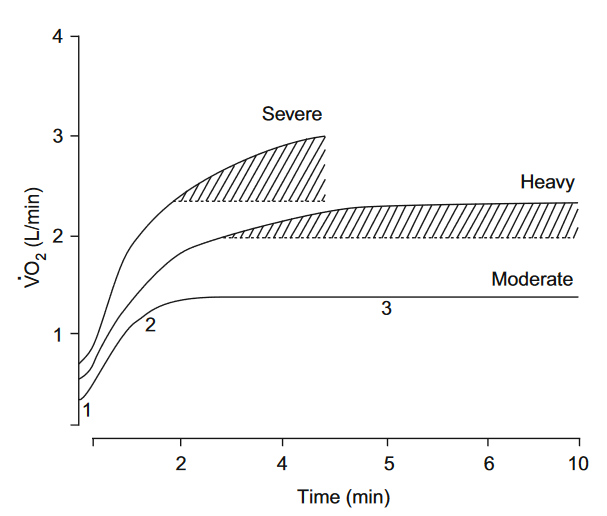 4
Severe
3
Heavy
V̇O₂ (L/min)
2
Moderate
3
2
1
1
2 4 5 6 10
Time (min)